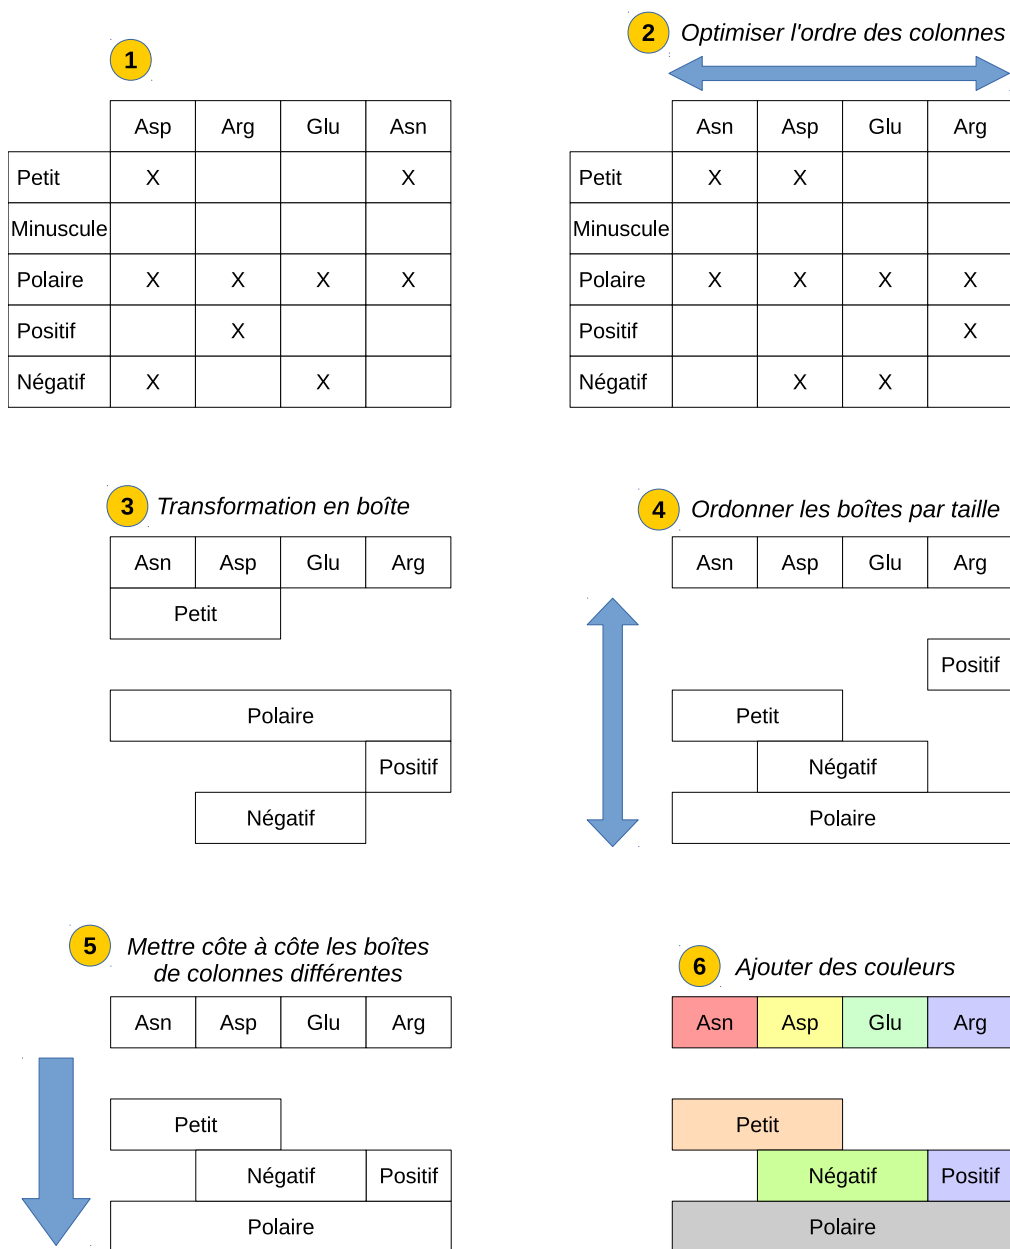 1
Asp Arg Glu Asn
Petit X X
Minuscule
Polaire X X X X
Positif X
Négatif X X
2 Optimiser l'ordre des colonnes
Asn Asp Glu Arg
Petit X X
Minuscule
Polaire X X X X
Positif X
Négatif X X
3 Transformation en boîte
Asn Asp Glu Arg
Petit
Polaire
Positif
Négatif
4 Ordonner les boîtes par taille
Asn Asp Glu Arg
Positif
Petit
Négatif
Polaire
5 Mettre côte à côte les boîtes
de colonnes différentes
Asn Asp Glu Arg
Petit
Négatif Positif
Polaire
6 Ajouter des couleurs
Asn Asp Glu Arg
Petit
Négatif Positif
Polaire